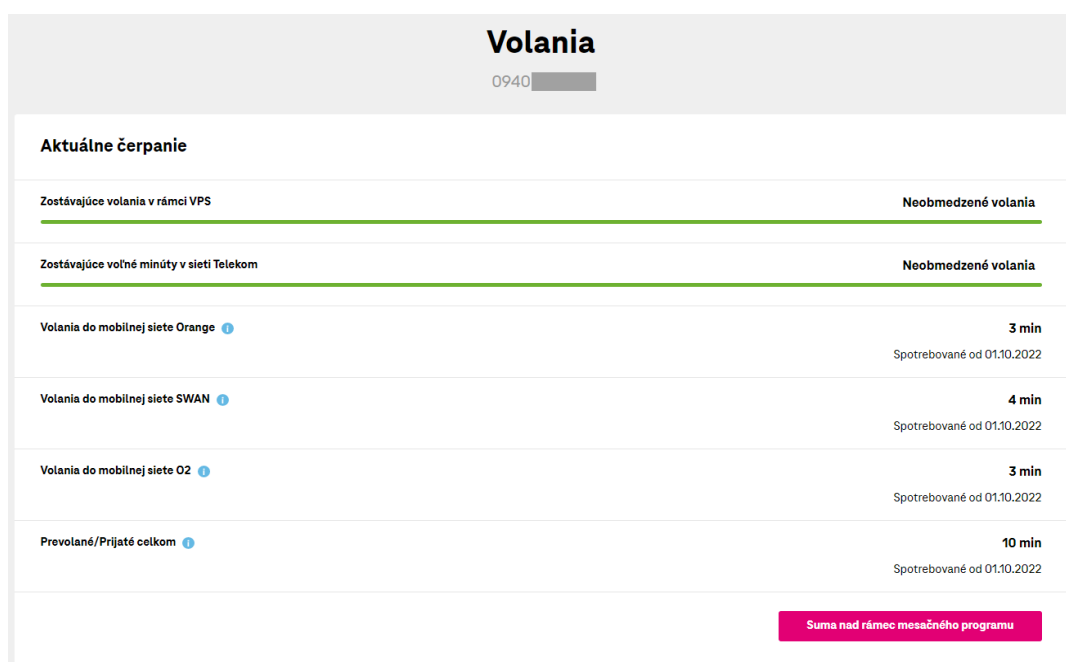 Volania
0940
Aktuálne čerpanie
Zostávajúce volania v rámci VPS
Neobmedzené volania
Zostávajúce voľné minúty v sieti Telekom
Neobmedzené volania
Volania do mobilnej siete Orange
3 min
Spotrebované od 01.10.2022
Volania do mobilnej siete SWAN
4 min
Spotrebované od 01.10.2022
Volania do mobilnej siete O2
3 min
Spotrebované od 01.10.2022
Prevolané/Prijaté celkom
10 min
Spotrebované od 01.10.2022
Suma nad rámec mesačného programu